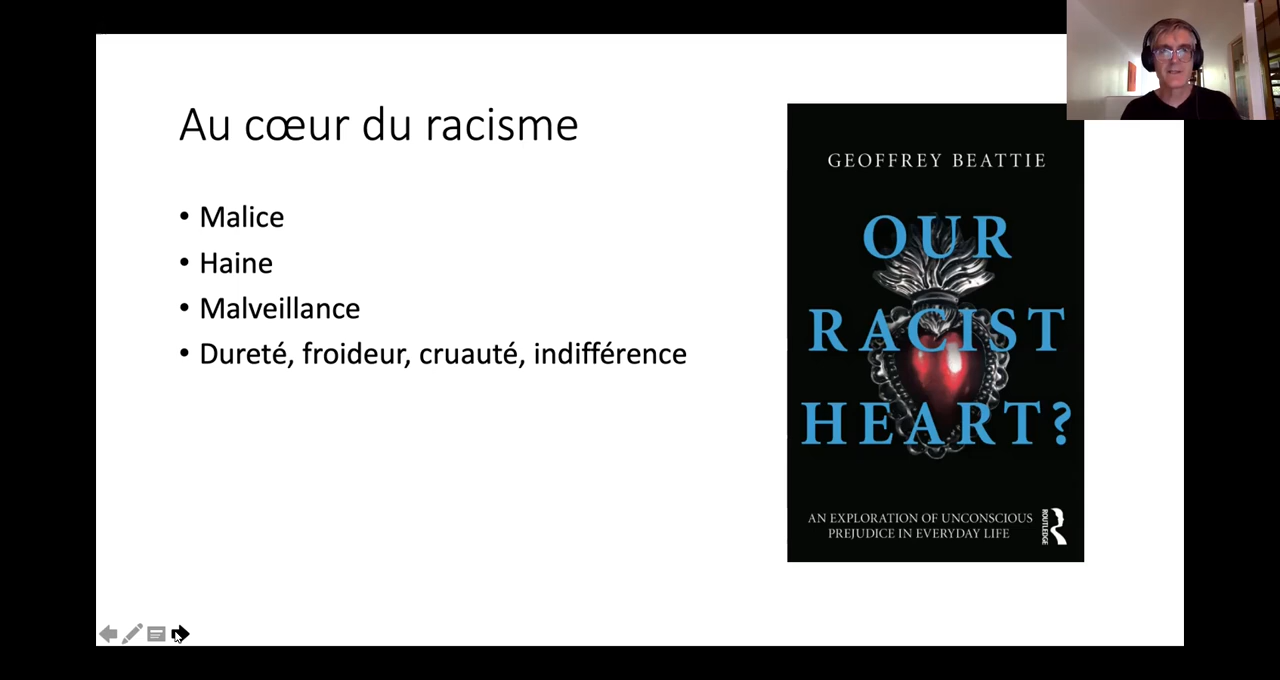 Au cœur du racisme
• Malice
• Haine
• Malveillance
• Dureté, froideur, cruauté, indifférence
GEOFFREY BEATTIE
OUR
RACIST
HEART?
AN EXPLORATION OF UNCONSCIOUS
PREJUDICE IN EVERYDAY LIFE
ROUTLEDGE